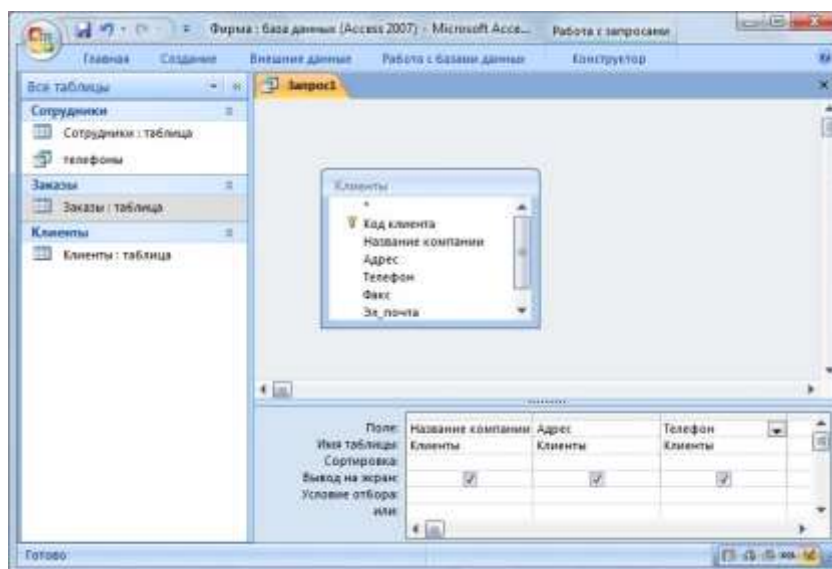 Фирма : база данных (Access 2007) - Microsoft Acce...
Работа с запросами
Главная Создание Внешние данные Работа с базами данных Конструктор
Все таблицы
Запрос1
Сотрудники
Сотрудники : таблица
телефоны
Заказы
Заказы : таблица
Клиенты
Клиенты : таблица
Клиенты
*
Код клиента
Название компании
Адрес
Телефон
Факс
Эл_почта
Поле: Название компании Адрес Телефон
Имя таблицы: Клиенты Клиенты Клиенты
Сортировка:
Вывод на экран:
Условие отбора:
или:
Готово